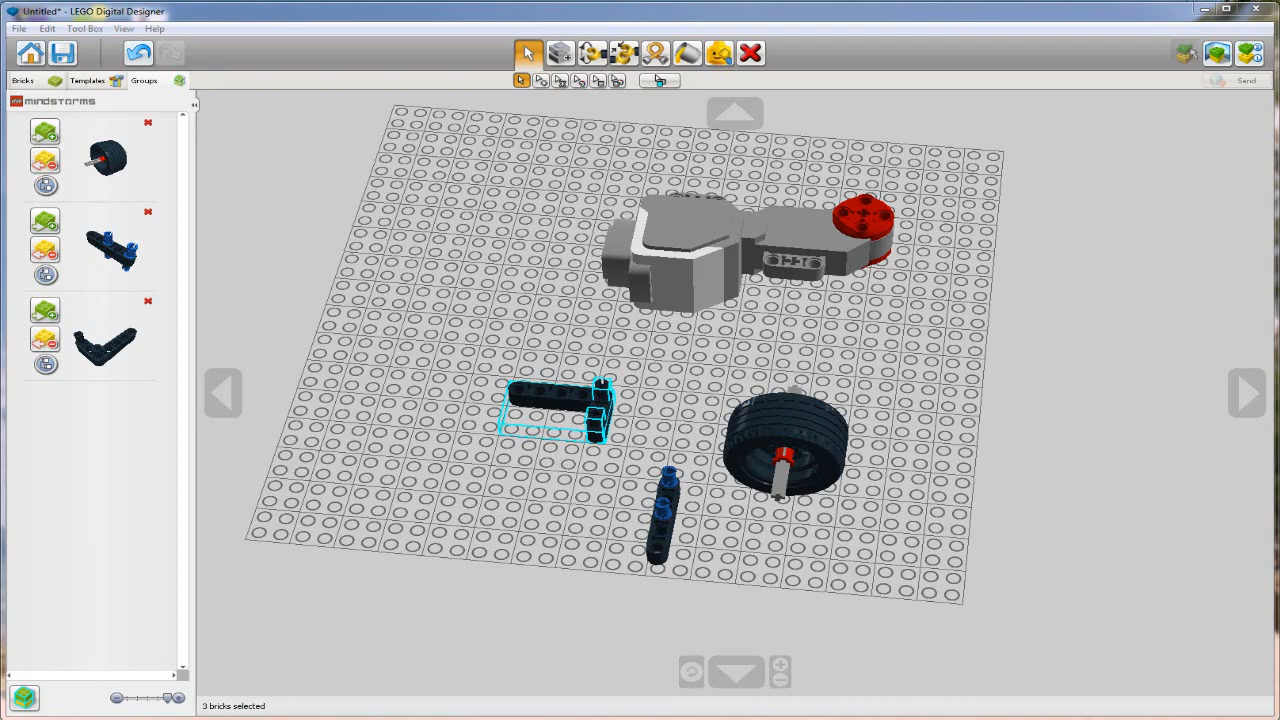 Untitled* - LEGO Digital Designer
File Edit Tool Box View Help
Bricks Templates Groups
Send
mindstorms
3 bricks selected